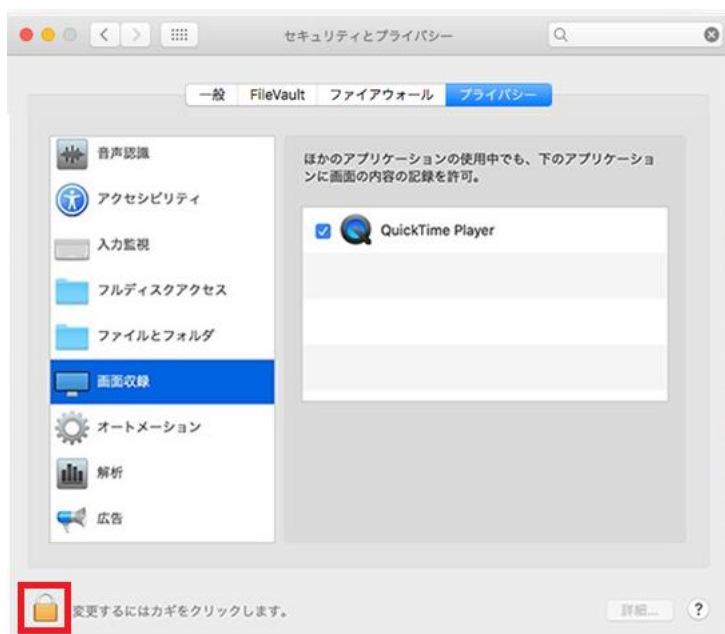 セキュリティとプライバシー
一般 FileVault ファイアウォール プライバシー
音声認識
アクセシビリティ
入力監視
フルディスクアクセス
ファイルとフォルダ
画面収録
オートメーション
解析
広告
ほかのアプリケーションの使用中でも、下のアプリケーショ
ンに画面の内容の記録を許可。
QuickTime Player
変更するにはカギをクリックします。
詳細... ?